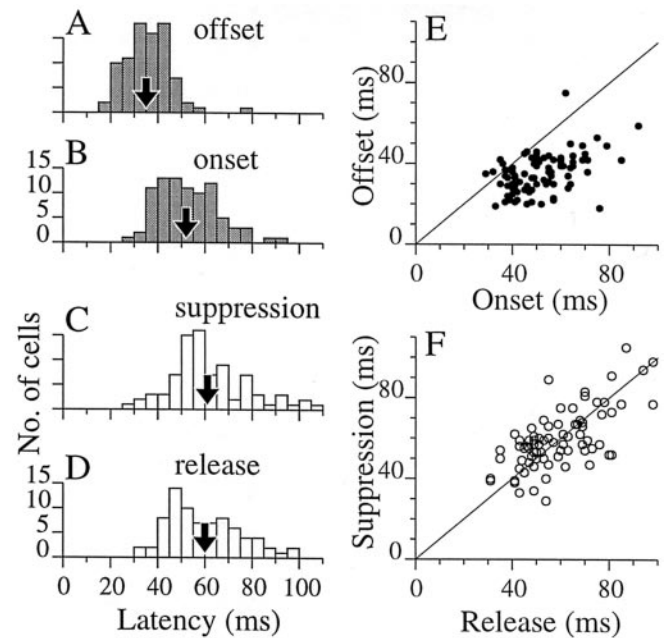 A
offset
B
onset
15
10
5
0
C
suppression
D
release
15
10
5
0
No. of cells
0 20 40 60 80 100
Latency (ms)
E
80
40
0
Offset (ms)
0 40 80
Onset (ms)
F
80
40
0
Suppression (ms)
0 40 80
Release (ms)